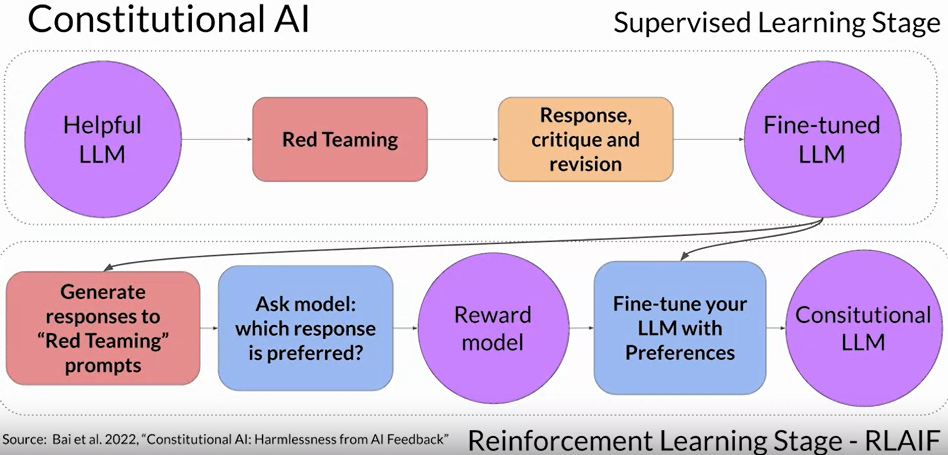 Constitutional AI
Supervised Learning Stage
Helpful
LLM
Red Teaming
Response,
critique and
revision
Fine-tuned
LLM
Generate
responses to
“Red Teaming”
prompts
Ask model:
which response
is preferred?
Reward
model
Fine-tune your
LLM with
Preferences
Consitutional
LLM
Source: Bai et al. 2022, “Constitutional AI: Harmlessness from AI Feedback”
Reinforcement Learning Stage - RLAIF